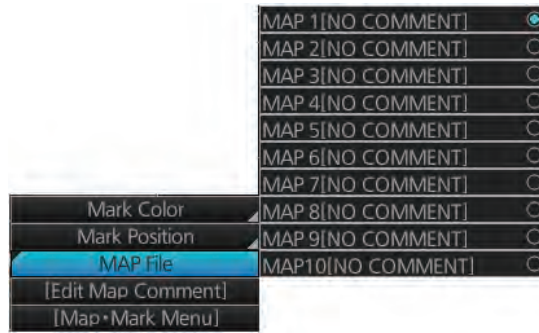 MAP 1[NO COMMENT]
MAP 2[NO COMMENT]
MAP 3[NO COMMENT]
MAP 4[NO COMMENT]
MAP 5[NO COMMENT]
MAP 6[NO COMMENT]
MAP 7[NO COMMENT]
Mark Color
MAP 8[NO COMMENT]
Mark Position
MAP 9[NO COMMENT]
MAP File
MAP10[NO COMMENT]
[Edit Map Comment]
[Map•Mark Menu]